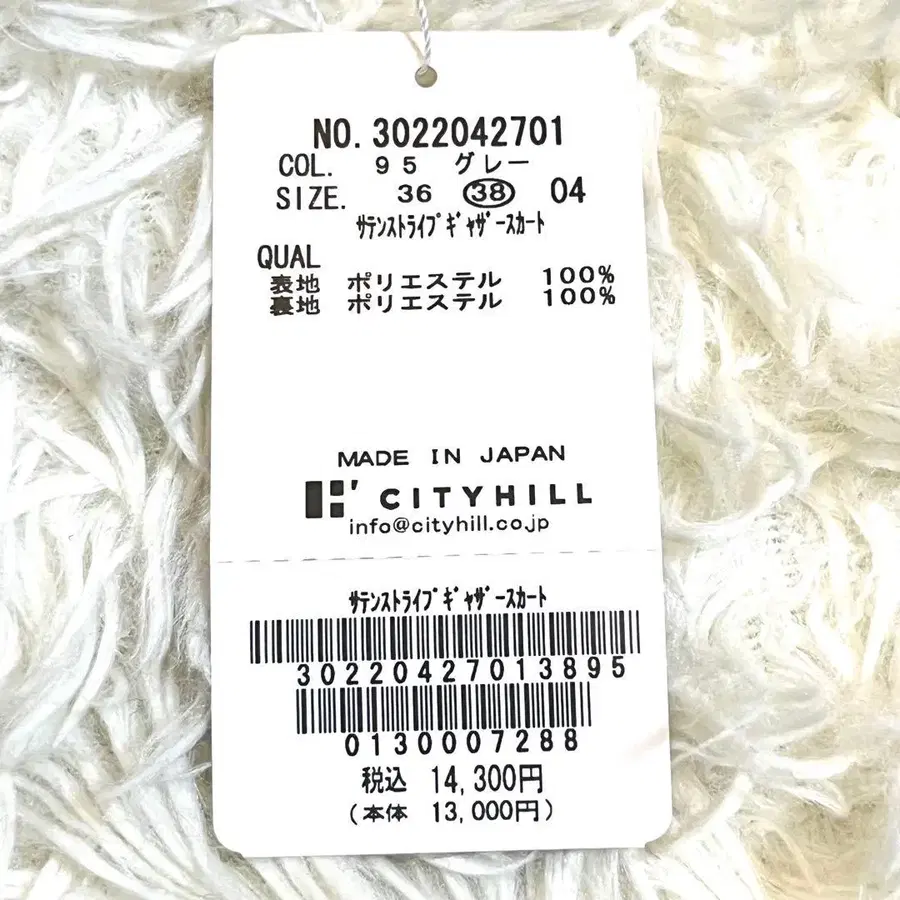 NO. 3022042701
COL. 95 グレー
SIZE. 36 38 04
ｻﾃﾝｽﾄﾗｲﾌﾟｷﾞｬｻﾞｰｽｶｰﾄ
QUAL
表地 ポリエステル 100%
裏地 ポリエステル 100%
MADE IN JAPAN
CITYHILL
info@cityhill.co.jp
ｻﾃﾝｽﾄﾗｲﾌﾟｷﾞｬｻﾞｰｽｶｰﾄ
30220427013895
0130007288
税込 14,300円
(本体 13,000円)